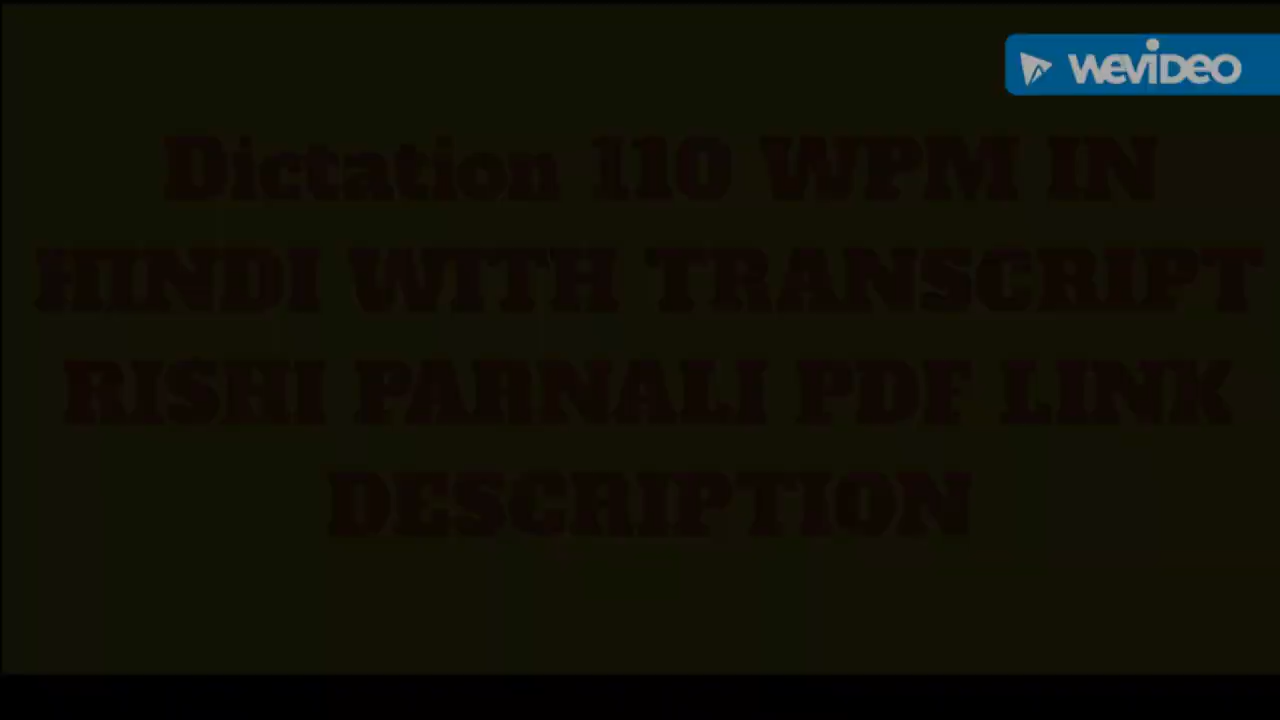 WEVIDEO
Dictation 110 WPM IN
HINDI WITH TRANSCRIPT
RISHI PARNALI PDF LINK
DESCRIPTION